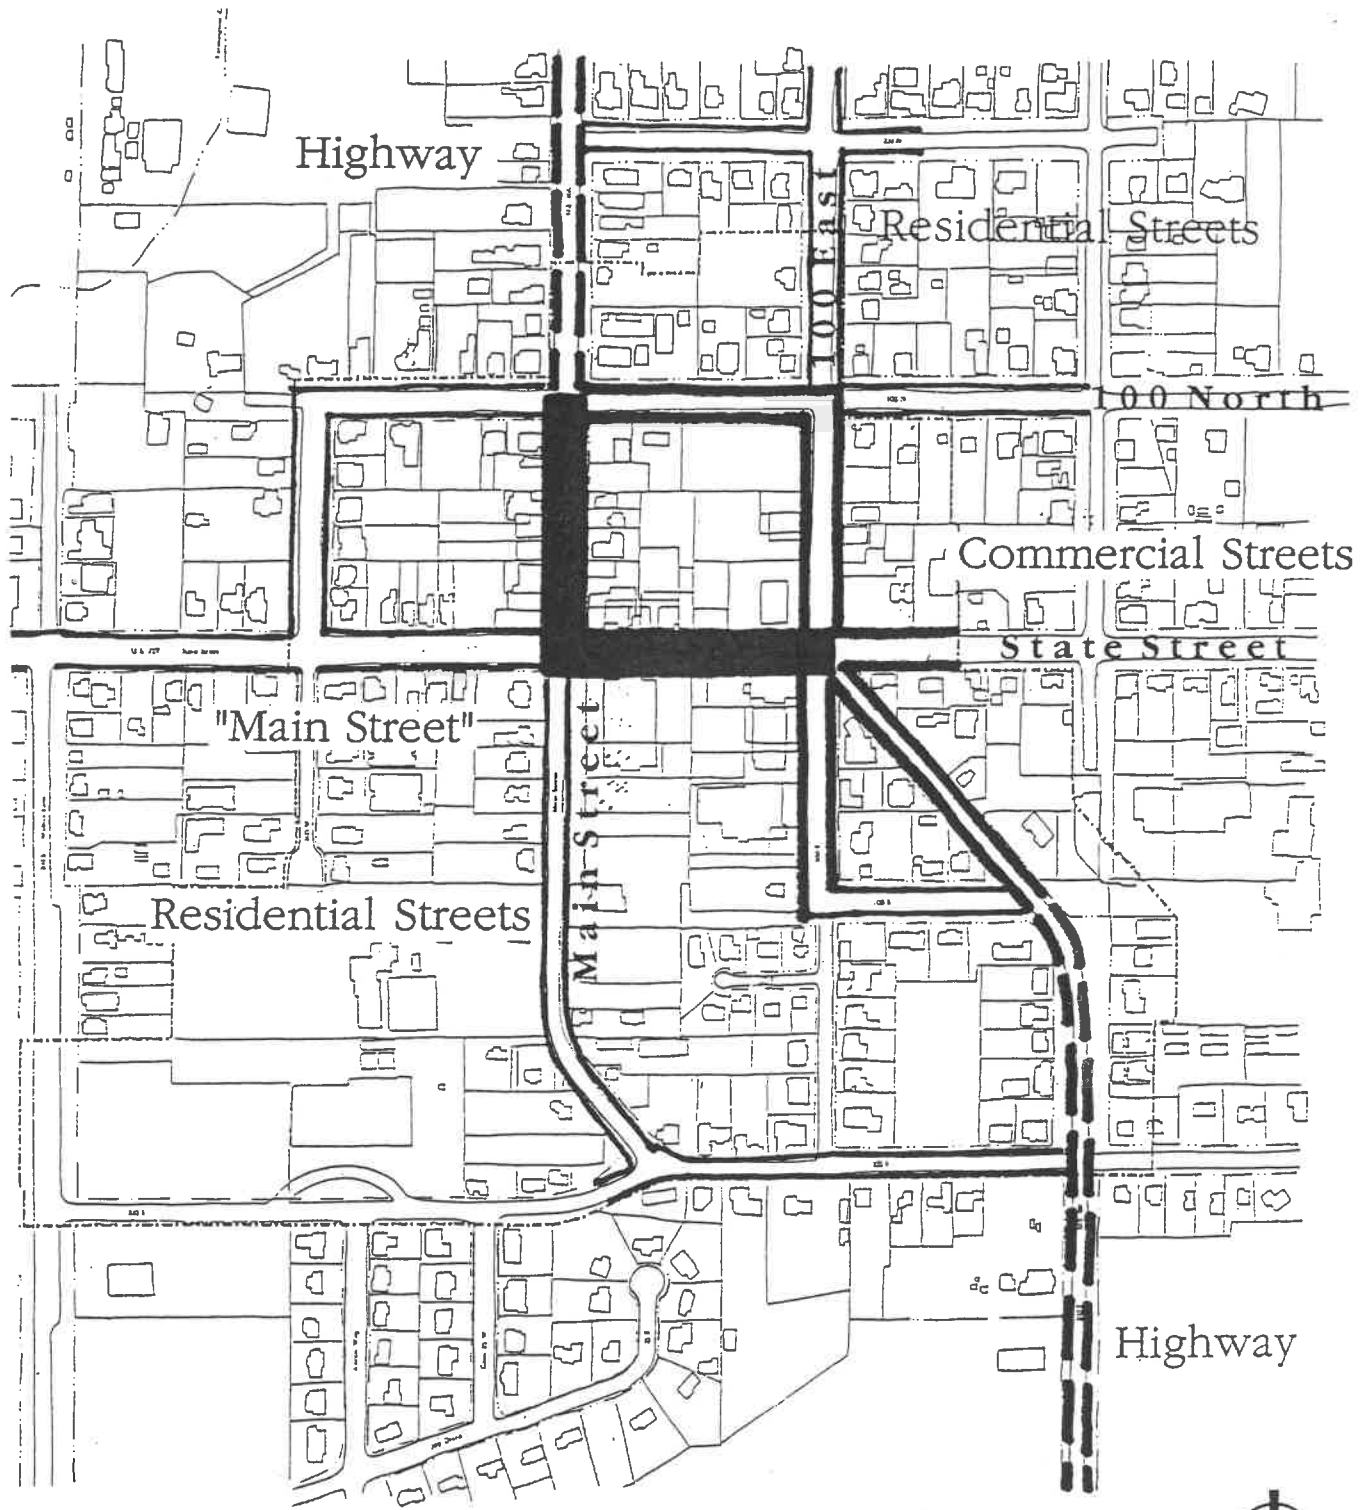 Highway
100 East
Residential Streets
100 North
Commercial Streets
State Street
"Main Street"
Main Street
Residential Streets
Highway